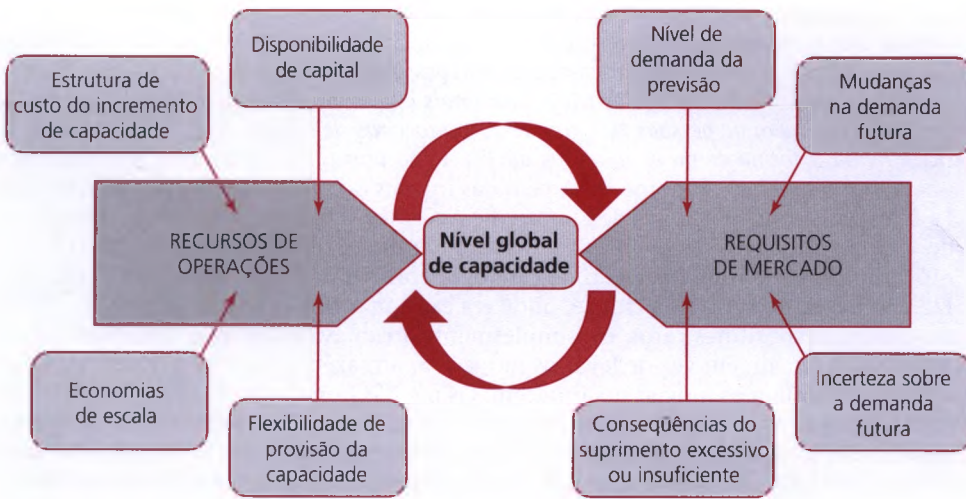 Estrutura de
custo do incremento
de capacidade
Disponibilidade
de capital
Nível de
demanda da
previsão
Mudanças
na demanda
futura
RECURSOS DE
OPERAÇÕES
Nível global
de capacidade
REQUISITOS
DE MERCADO
Economias
de escala
Flexibilidade de
provisão da
capacidade
Conseqüências do
suprimento excessivo
ou insuficiente
Incerteza sobre
a demanda
futura